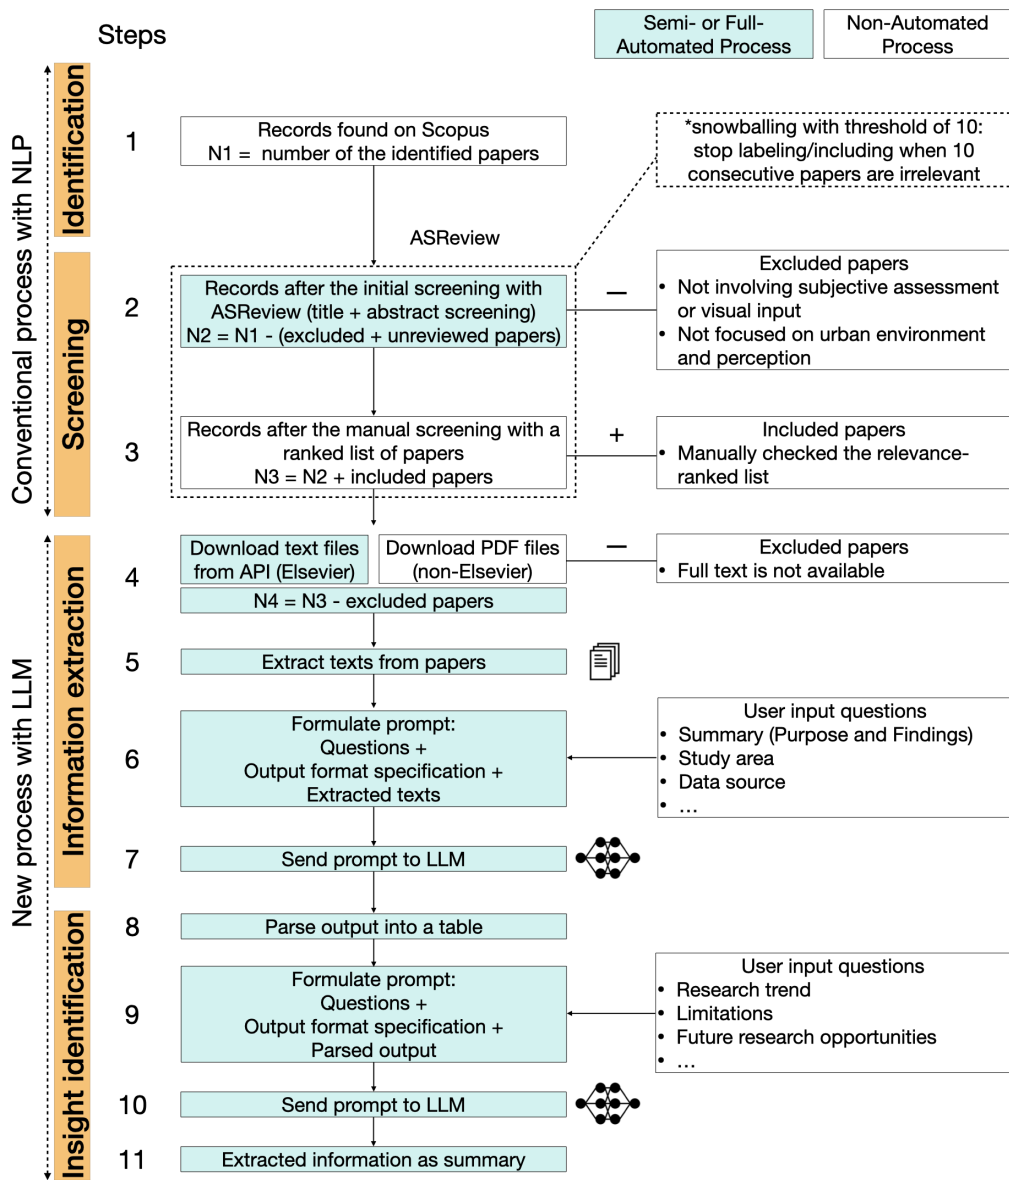 Steps
Semi- or Full-
Automated Process
Non-Automated
Process
Conventional process with NLP
Identification
1
Records found on Scopus
N1 = number of the identified papers
*snowballing with threshold of 10:
stop labeling/including when 10
consecutive papers are irrelevant
ASReview
Screening
2
Records after the initial screening with
ASReview (title + abstract screening)
N2 = N1 - (excluded + unreviewed papers)
—
Excluded papers
• Not involving subjective assessment
or visual input
• Not focused on urban environment
and perception
3
Records after the manual screening with a
ranked list of papers
N3 = N2 + included papers
+
Included papers
• Manually checked the relevance-
ranked list
New process with LLM
Information extraction
4
Download text files
from API (Elsevier)
Download PDF files
(non-Elsevier)
N4 = N3 - excluded papers
—
Excluded papers
• Full text is not available
5
Extract texts from papers
6
Formulate prompt:
Questions +
Output format specification +
Extracted texts
User input questions
• Summary (Purpose and Findings)
• Study area
• Data source
• ...
7
Send prompt to LLM
Insight identification
8
Parse output into a table
9
Formulate prompt:
Questions +
Output format specification +
Parsed output
User input questions
• Research trend
• Limitations
• Future research opportunities
• ...
10
Send prompt to LLM
11
Extracted information as summary